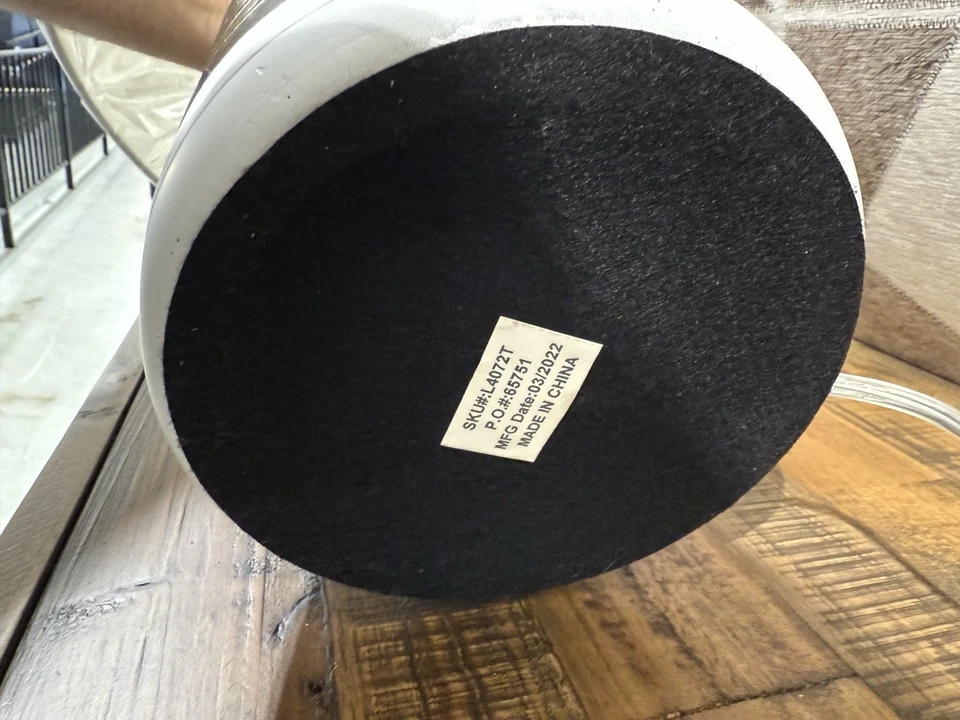 SKU#:L4072T
P.O.#:65751
MFG Date:03/2022
MADE IN CHINA